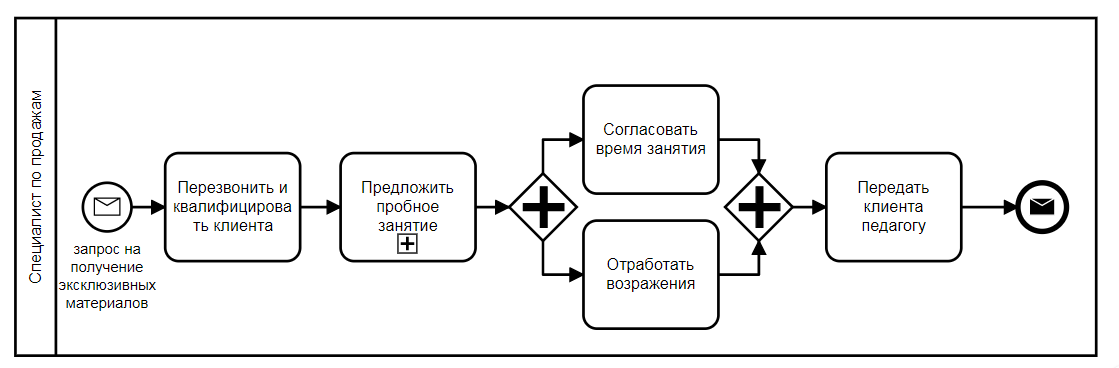 Специалист по продажам
запрос на
получение
эксклюзивных
материалов
Перезвонить и
квалифицирова
ть клиента
Предложить
пробное
занятие
Согласовать
время занятия
Отработать
возражения
Передать
клиента
педагогу